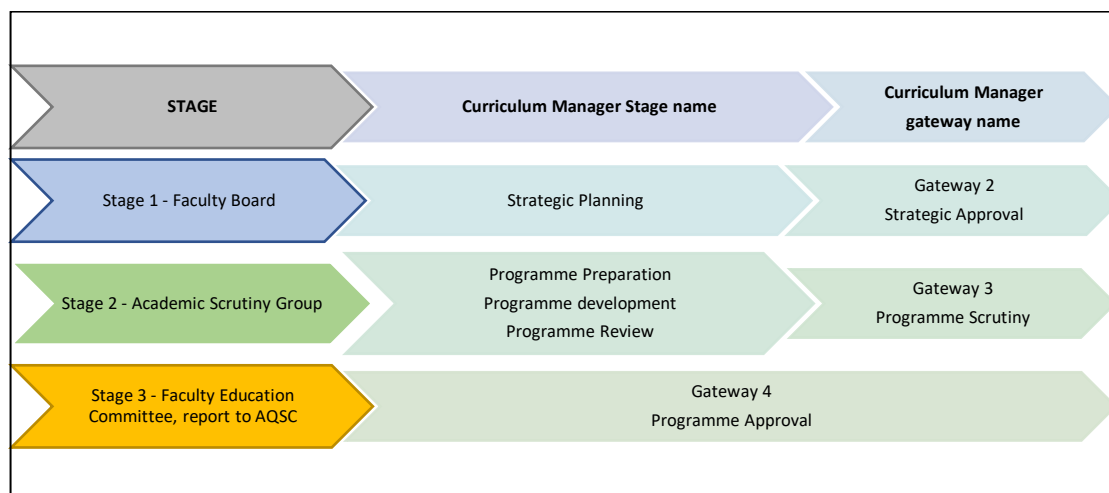 STAGE
Curriculum Manager Stage name
Curriculum Manager
gateway name
Stage 1 - Faculty Board
Strategic Planning
Gateway 2
Strategic Approval
Stage 2 - Academic Scrutiny Group
Programme Preparation
Programme development
Programme Review
Gateway 3
Programme Scrutiny
Stage 3 - Faculty Education
Committee, report to AQSC
Gateway 4
Programme Approval